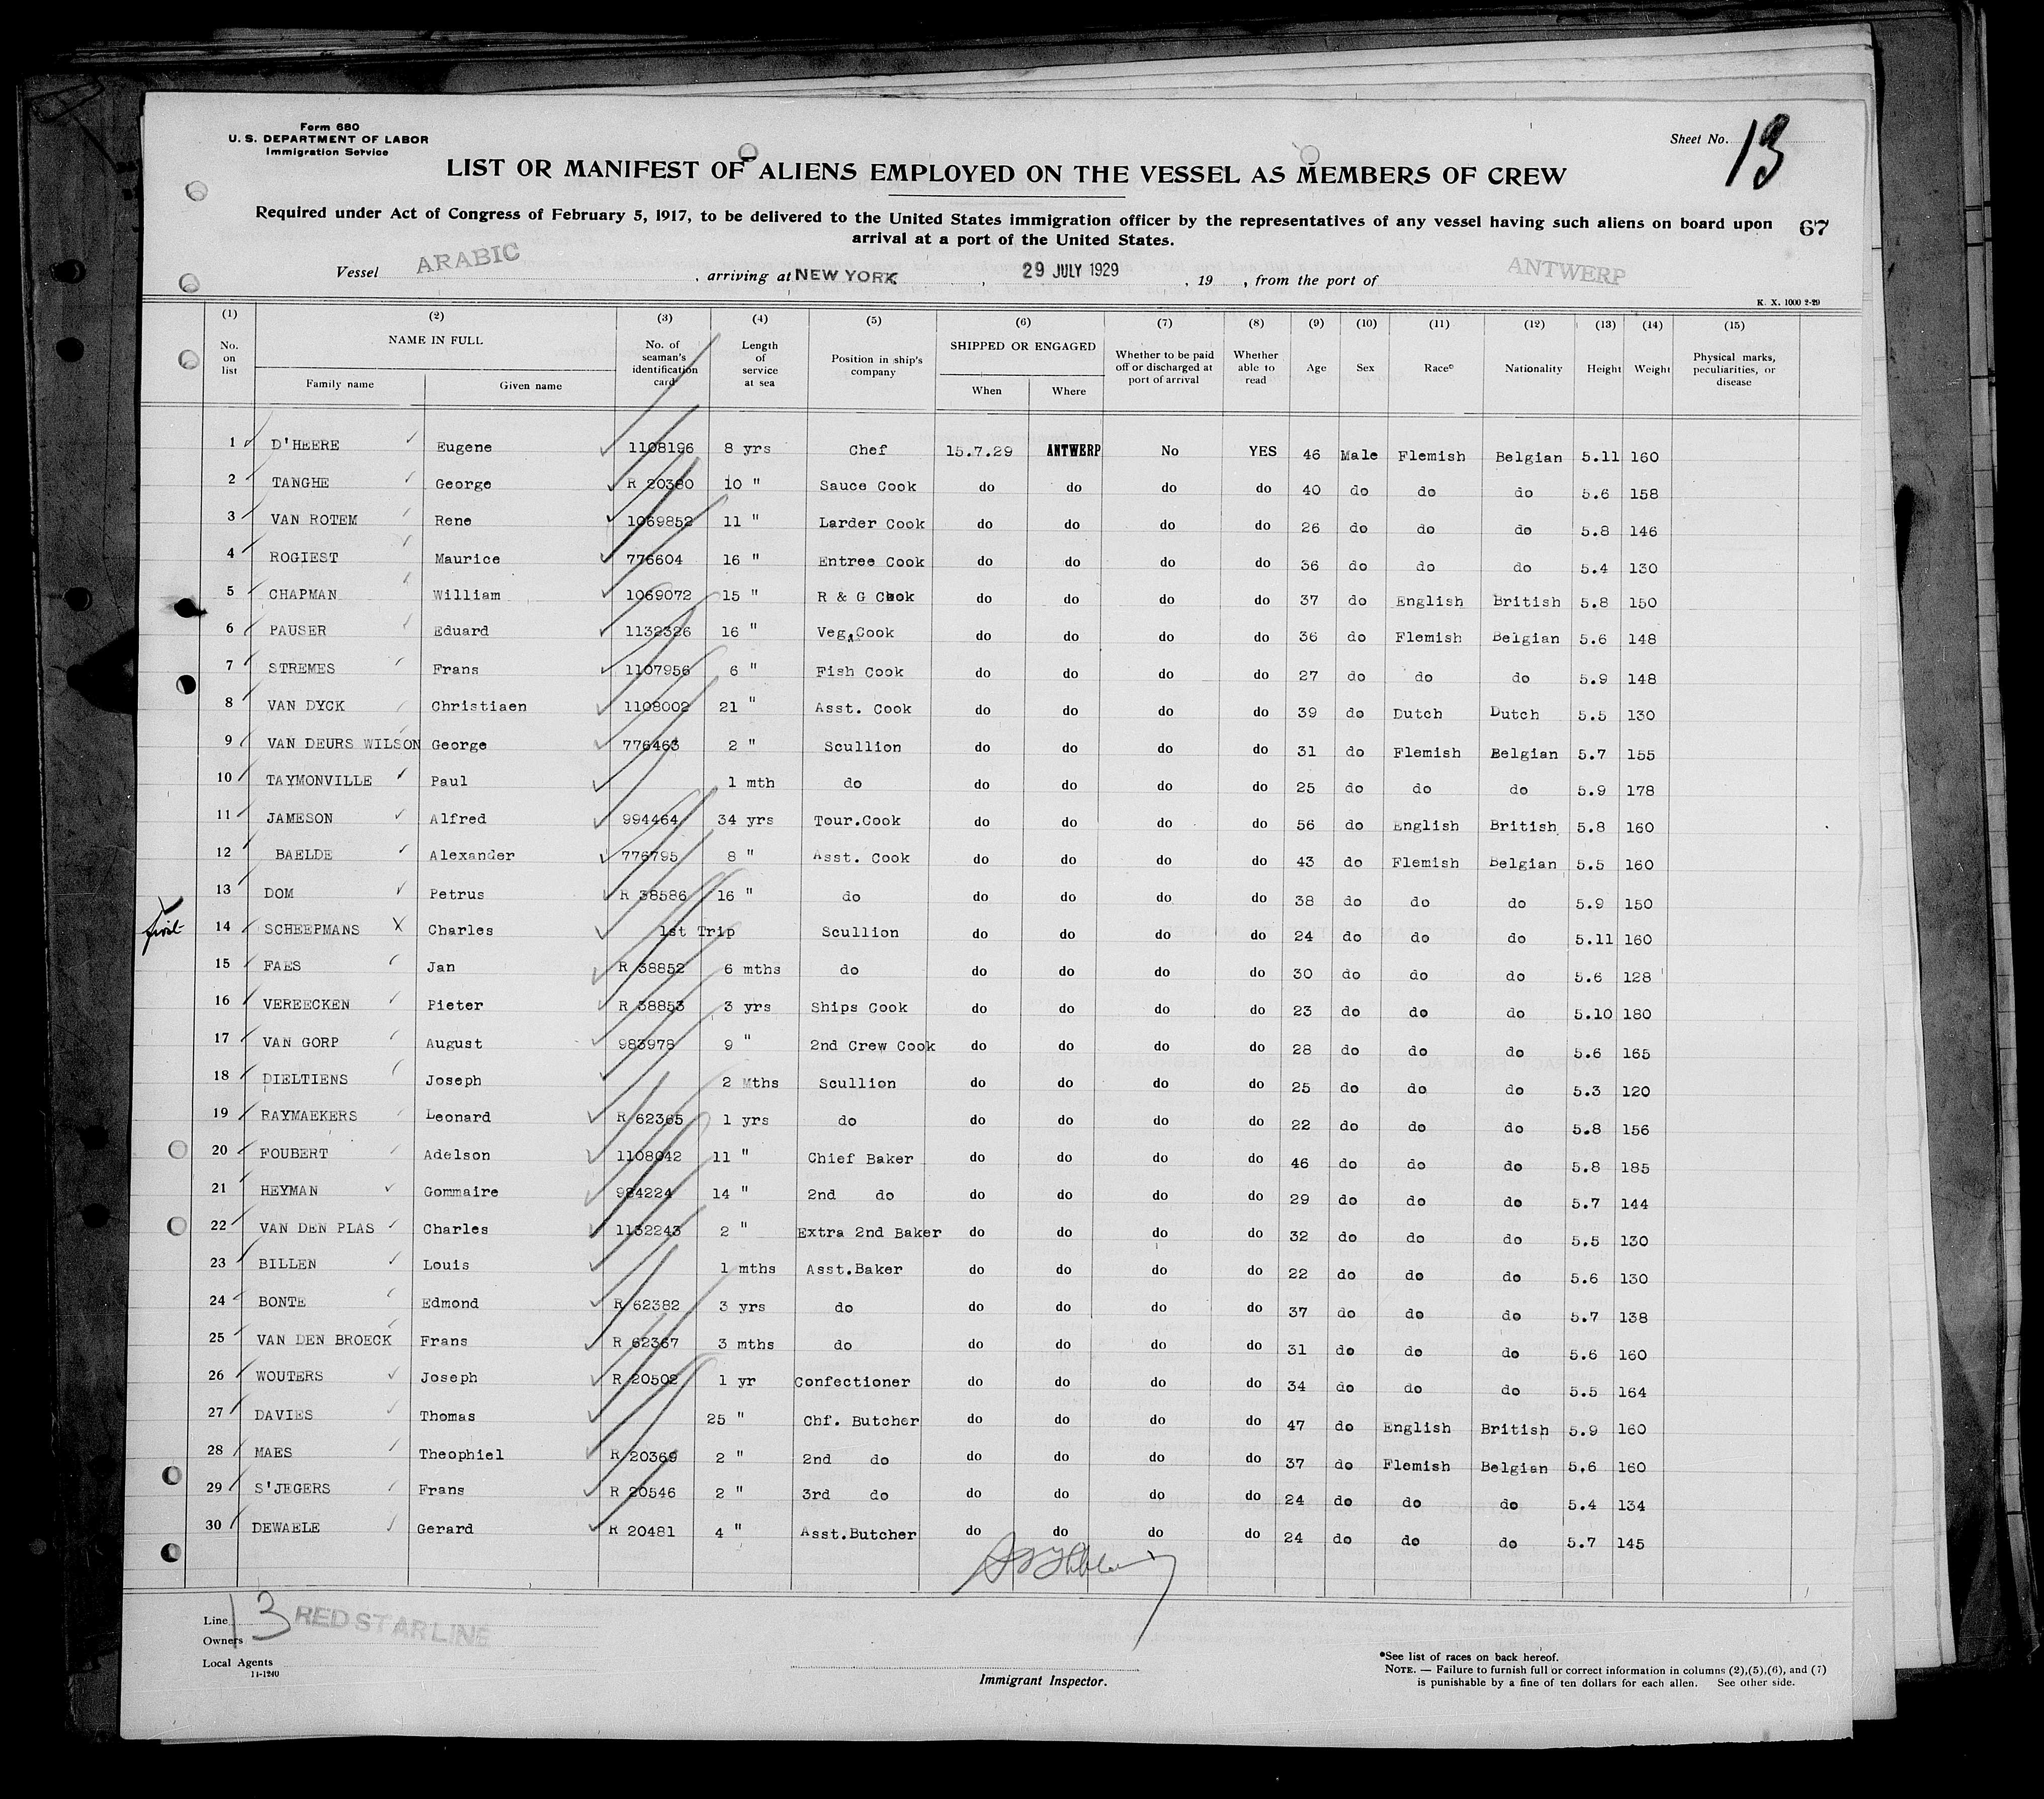 Form 680
U. S. DEPARTMENT OF LABOR
Immigration Service
Sheet No. 13
LIST OR MANIFEST OF ALIENS EMPLOYED ON THE VESSEL AS MEMBERS OF CREW
Required under Act of Congress of February 5, 1917, to be delivered to the United States immigration officer by the representatives of any vessel having such aliens on board upon 67
arrival at a port of the United States.
Vessel ARABIC , arriving at NEW YORK , 29 JULY 1929 , 19 , from the port of ANTWERP
K. X. 1000 2-29
(1) (2) (3) (4) (5) (6) (7) (8) (9) (10) (11) (12) (13) (14) (15)
No. on list NAME IN FULL Family name Given name No. of seaman's identification card Length of service at sea Position in ship's company SHIPPED OR ENGAGED When Where Whether to be paid off or discharged at port of arrival Whether able to read Age Sex Race* Nationality Height Weight Physical marks, peculiarities, or disease
1 D'HEERE Eugene 1108196 8 yrs Chef 15.7.29 ANTWERP No YES 46 Male Flemish Belgian 5.11 160
2 TANGHE George R 20380 10 " Sauce Cook do do do do 40 do do do 5.6 158
3 VAN ROTEM Rene 1069852 11 " Larder Cook do do do do 26 do do do 5.8 146
4 ROGIEST Maurice 776604 16 " Entree Cook do do do do 36 do do do 5.4 130
5 CHAPMAN William 1069072 15 " R & G Cook do do do do 37 do English British 5.8 150
6 PAUSER Eduard 1132326 16 " Veg. Cook do do do do 36 do Flemish Belgian 5.6 148
7 STREMES Frans 1107956 6 " Fish Cook do do do do 27 do do do 5.9 148
8 VAN DYCK Christiaen 1108002 21 " Asst. Cook do do do do 39 do Dutch Dutch 5.5 130
9 VAN DEURS WILSON George 776463 2 " Scullion do do do do 31 do Flemish Belgian 5.7 155
10 TAYMONVILLE Paul 1 mth do do do do do 25 do do do 5.9 178
11 JAMESON Alfred 994464 34 yrs Tour.Cook do do do do 56 do English British 5.8 160
12 BAELDE Alexander 776795 8 " Asst. Cook do do do do 43 do Flemish Belgian 5.5 160
13 DOM Petrus R 38586 16 " do do do do do 38 do do do 5.9 150
14 SCHEEPMANS X Charles 1st Trip Scullion do do do do 24 do do do 5.11 160
15 FAES Jan R 38852 6 mths do do do do do 30 do do do 5.6 128
16 VEREECKEN Pieter R 38853 3 yrs Ships Cook do do do do 23 do do do 5.10 180
17 VAN GORP August 983978 9 " 2nd Crew Cook do do do do 28 do do do 5.6 165
18 DIELTIENS Joseph 2 Mths Scullion do do do do 25 do do do 5.3 120
19 RAYMAEKERS Leonard R 62365 1 yrs do do do do do 22 do do do 5.8 156
20 FOUBERT Adelson 1108042 11 " Chief Baker do do do do 46 do do do 5.8 185
21 HEYMAN Gommaire 984224 14 " 2nd do do do do do 29 do do do 5.7 144
22 VAN DEN PLAS Charles 1132243 2 " Extra 2nd Baker do do do do 32 do do do 5.5 130
23 BILLEN Louis 1 mths Asst.Baker do do do do 22 do do do 5.6 130
24 BONTE Edmond R 62382 3 yrs do do do do do 37 do do do 5.7 138
25 VAN DEN BROECK Frans R 62367 3 mths do do do do do 31 do do do 5.6 160
26 WOUTERS Joseph R 20502 1 yr Confectioner do do do do 34 do do do 5.5 164
27 DAVIES Thomas 25 " Chf. Butcher do do do do 47 do English British 5.9 160
28 MAES Theophiel R 20369 2 " 2nd do do do do do 37 do Flemish Belgian 5.6 160
29 S'JEGERS Frans R 20546 2 " 3rd do do do do do 24 do do do 5.4 134
30 DEWAELE Gerard R 20481 4 " Asst.Butcher do do do do 24 do do do 5.7 145
Line 13 RED STAR LINE
Owners
Local Agents
11-1240
Immigrant Inspector.
*See list of races on back hereof.
NOTE. — Failure to furnish full or correct information in columns (2),(5),(6), and (7)
is punishable by a fine of ten dollars for each alien. See other side.